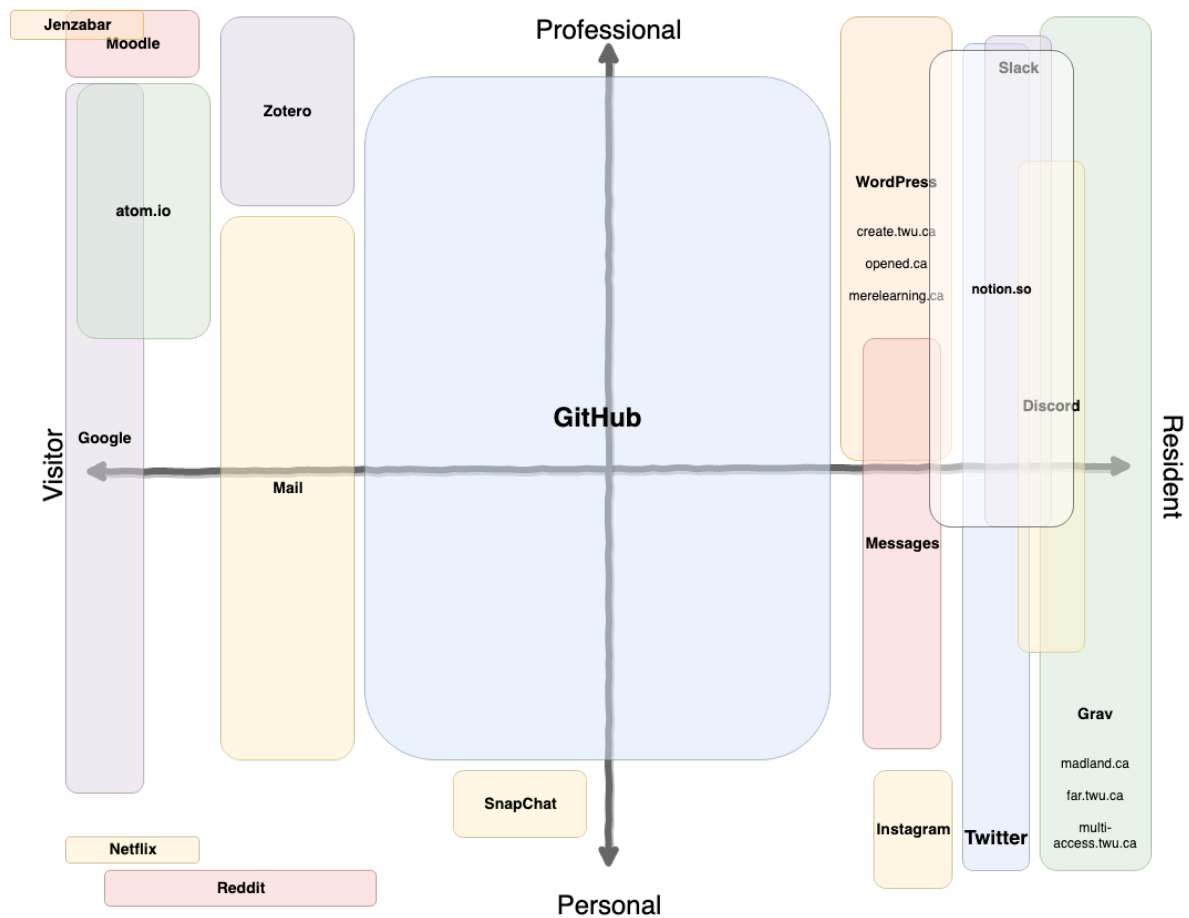 Jenzabar
Moodle
Professional
Slack
Zotero
WordPress
atom.io
create.twu.ca
opened.ca
notion.so
merelearning.ca
Discord
GitHub
Google
Visitor
Resident
Mail
Messages
Grav
madland.ca
far.twu.ca
SnapChat
Instagram
Twitter
multi-
access.twu.ca
Netflix
Reddit
Personal